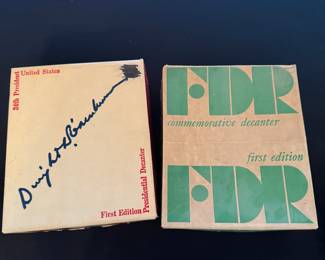 34th President
United States
Dwight D Eisenhower
First Edition
Presidential Decanter
FDR
commemorative decanter
first edition
FDR